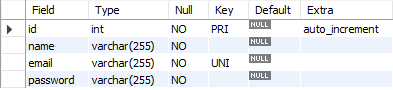 Field Type Null Key Default Extra
id int NO PRI NULL auto_increment
name varchar(255) NO NULL
email varchar(255) NO UNI NULL
password varchar(255) NO NULL